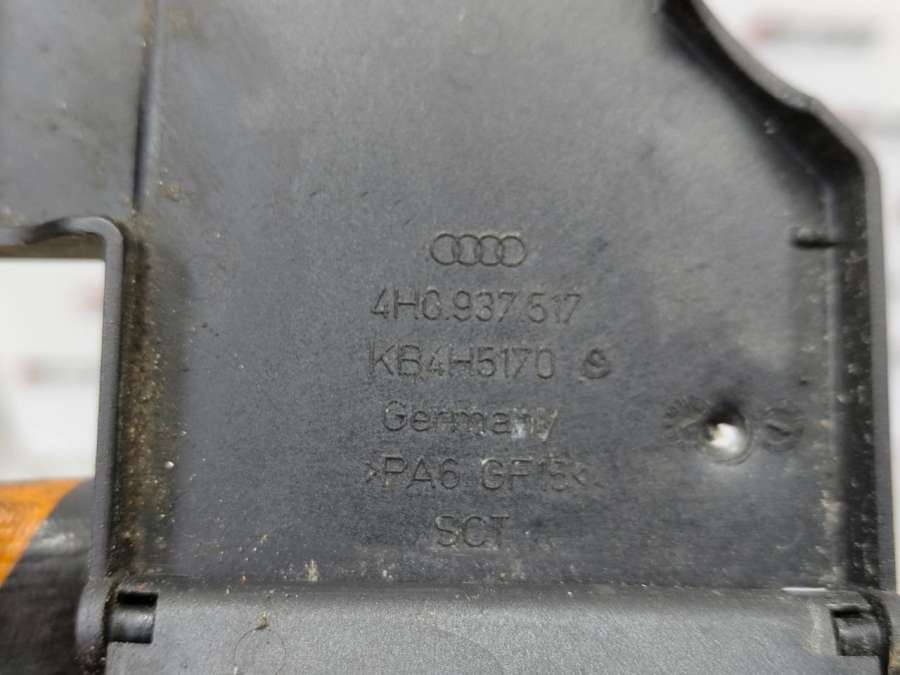 4H0.937.517
KB4H5170
Germany
>PA6 GF15<
SCT